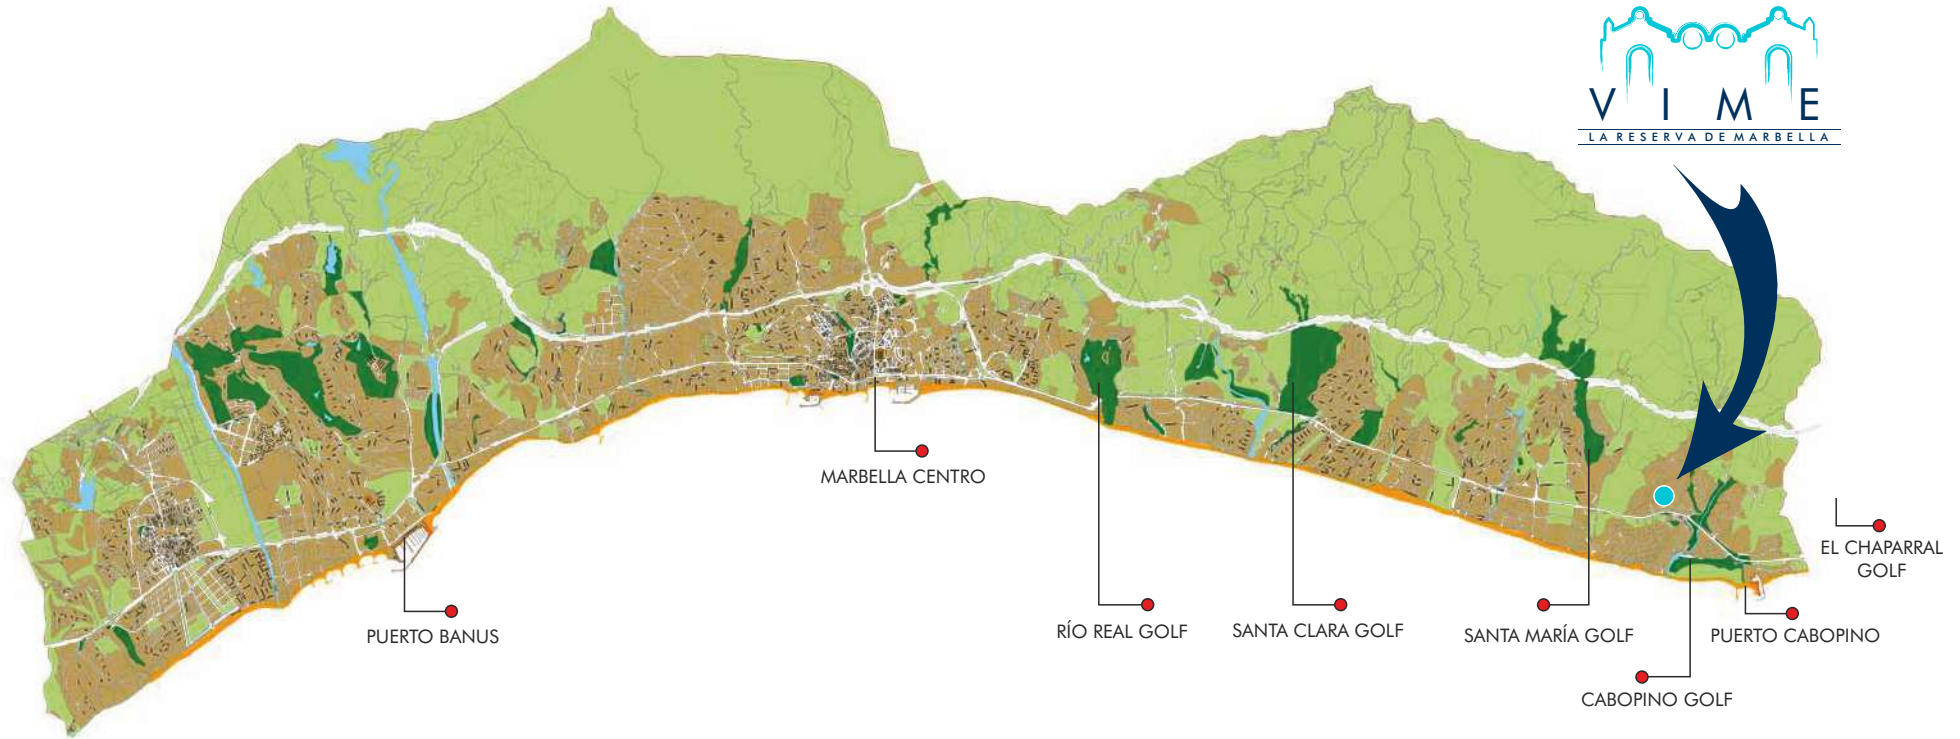 VIME
LA RESERVA DE MARBELLA
MARBELLA CENTRO
EL CHAPARRAL
GOLF
PUERTO BANUS
RÍO REAL GOLF
SANTA CLARA GOLF
SANTA MARÍA GOLF
PUERTO CABOPINO
CABOPINO GOLF